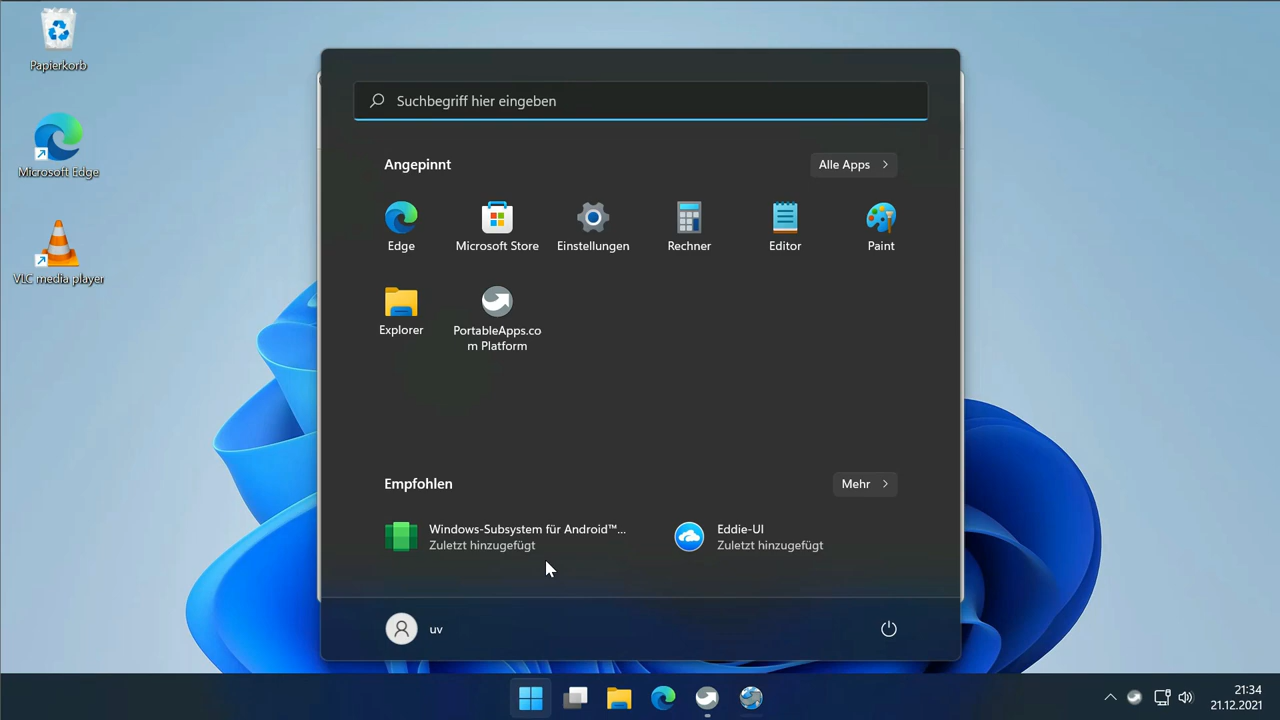 Papierkorb
Microsoft Edge
VLC media player
Suchbegriff hier eingeben
Angepinnt
Alle Apps
Edge
Microsoft Store
Einstellungen
Rechner
Editor
Paint
Explorer
PortableApps.co
m Platform
Empfohlen
Mehr
Windows-Subsystem für Android™...
Zuletzt hinzugefügt
Eddie-UI
Zuletzt hinzugefügt
uv
21:34
21.12.2021